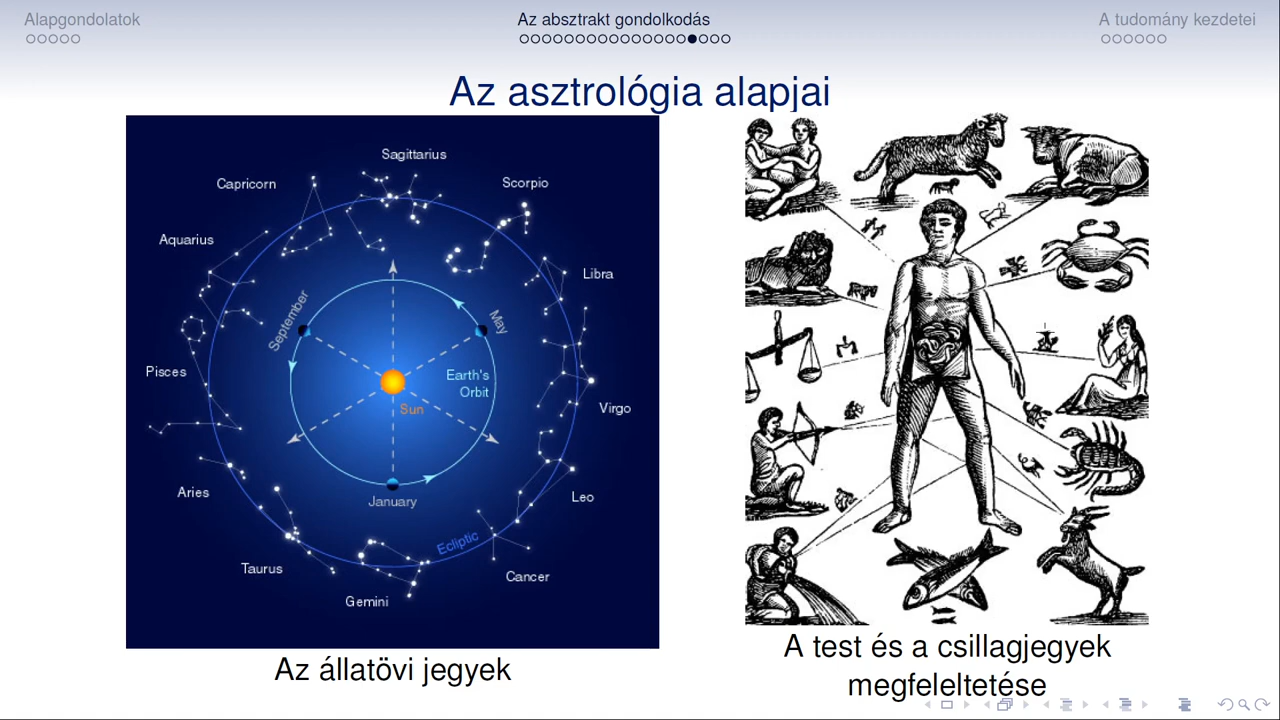 Alapgondolatok
Az absztrakt gondolkodás
A tudomány kezdetei
Az asztrológia alapjai
Sagittarius
Capricorn
Scorpio
Aquarius
Libra
September
May
Pisces
Earth's
Orbit
Sun
Virgo
Aries
January
Leo
Ecliptic
Taurus
Cancer
Gemini
Az állatövi jegyek
A test és a csillagjegyek
megfeleltetése